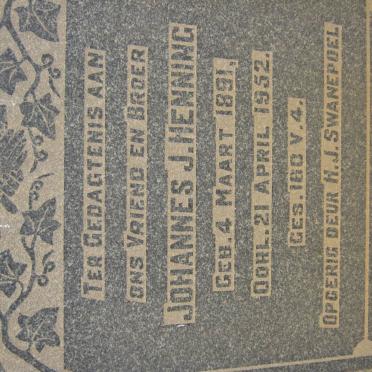 TER GEDAGTENIS AAN
ONS VRIEND EN BROER
JOHANNES J. HENNING
GEB. 4 MAART 1891,
OORL. 21 APRIL 1952.
GES. 180 V. 4.
OPGERIG DEUR H.J. SWANEPOEL